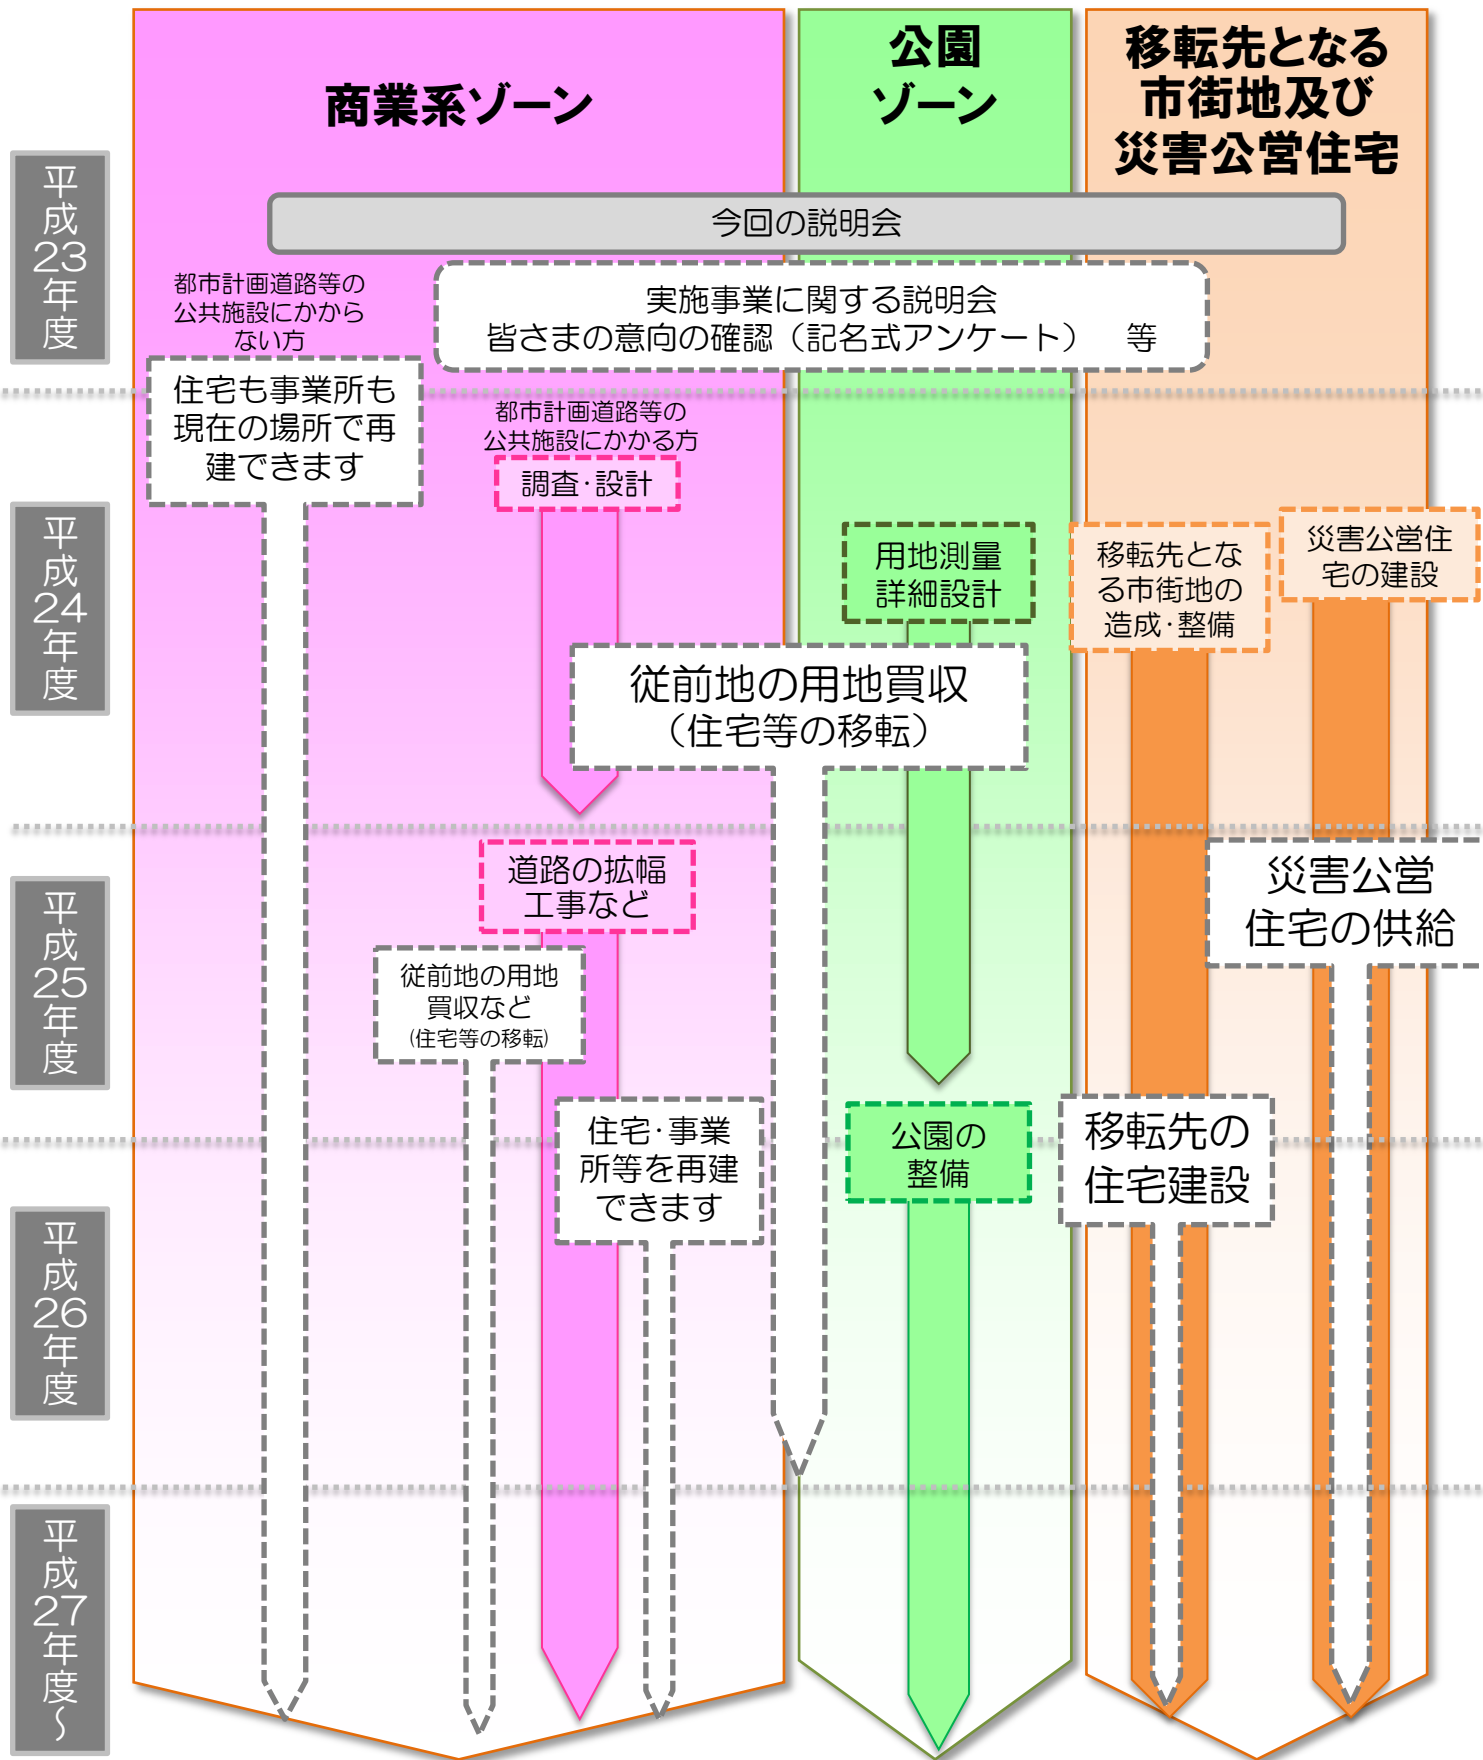 商業系ゾーン
公園
ゾーン
移転先となる
市街地及び
災害公営住宅
平成23年度
今回の説明会
都市計画道路等の
公共施設にかから
ない方
実施事業に関する説明会
皆さまの意向の確認（記名式アンケート）　等
住宅も事業所も
現在の場所で再
建できます
都市計画道路等の
公共施設にかかる方
調査・設計
平成24年度
用地測量
詳細設計
移転先とな
る市街地の
造成・整備
災害公営住
宅の建設
従前地の用地買収
（住宅等の移転）
平成25年度
道路の拡幅
工事など
災害公営
住宅の供給
従前地の用地
買収など
(住宅等の移転)
住宅・事業
所等を再建
できます
公園の
整備
移転先の
住宅建設
平成26年度
平成27年度～